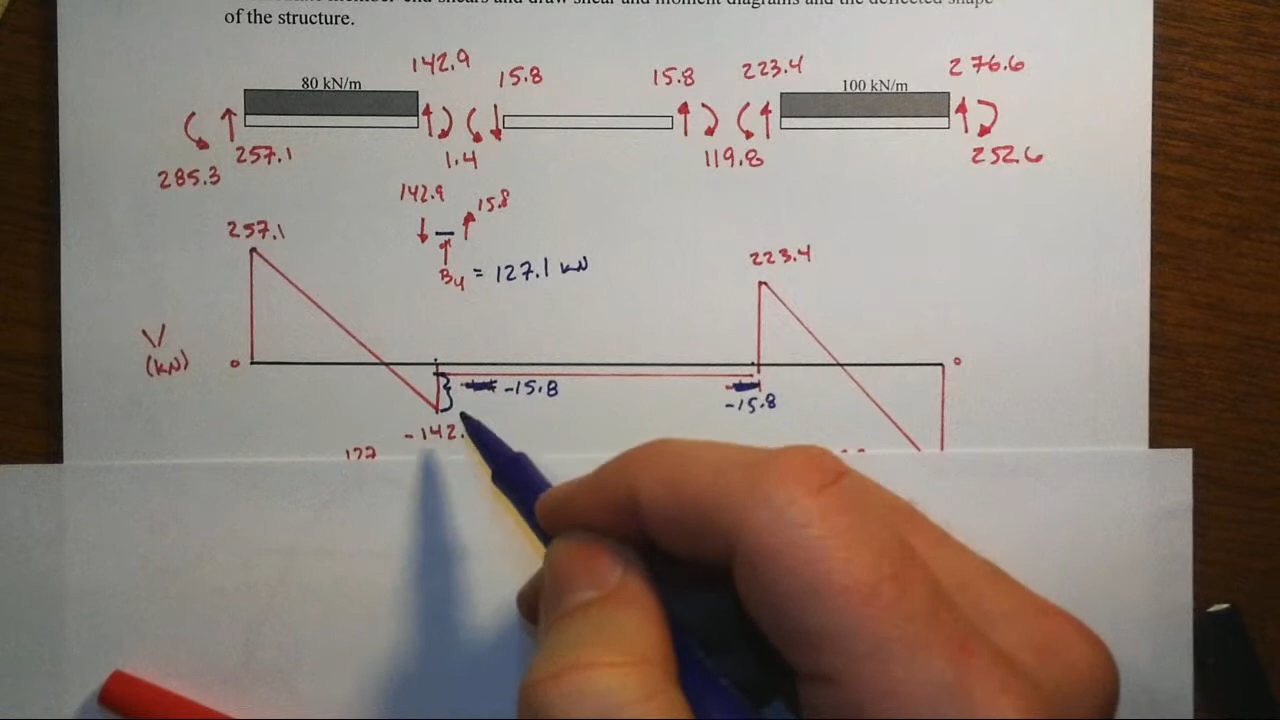 of the structure.
142.9 15.8 15.8 223.4 276.6
80 kN/m 100 kN/m
285.3 257.1 1.4 119.8 252.6
142.9 15.8
By = 127.1 kN
257.1 223.4
V
(kN)
0 0
-15.8 -15.8
-142.